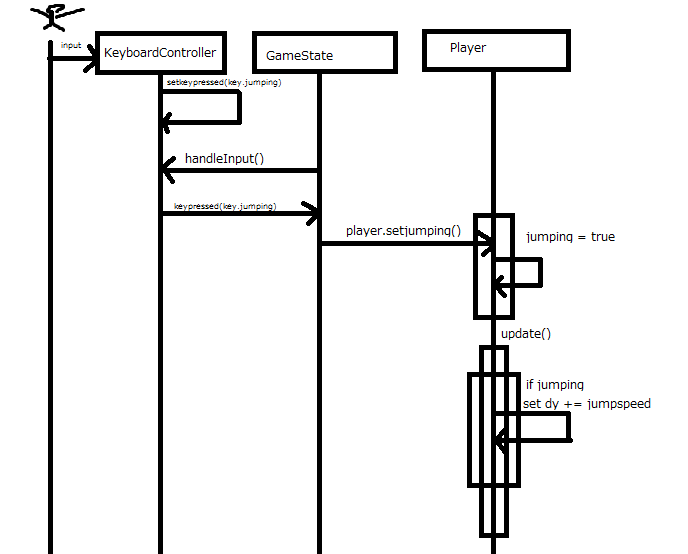 input
KeyboardController
GameState
Player
setkeypressed(key.jumping)
handleInput()
keypressed(key.jumping)
player.setjumping()
jumping = true
update()
if jumping
set dy += jumpspeed